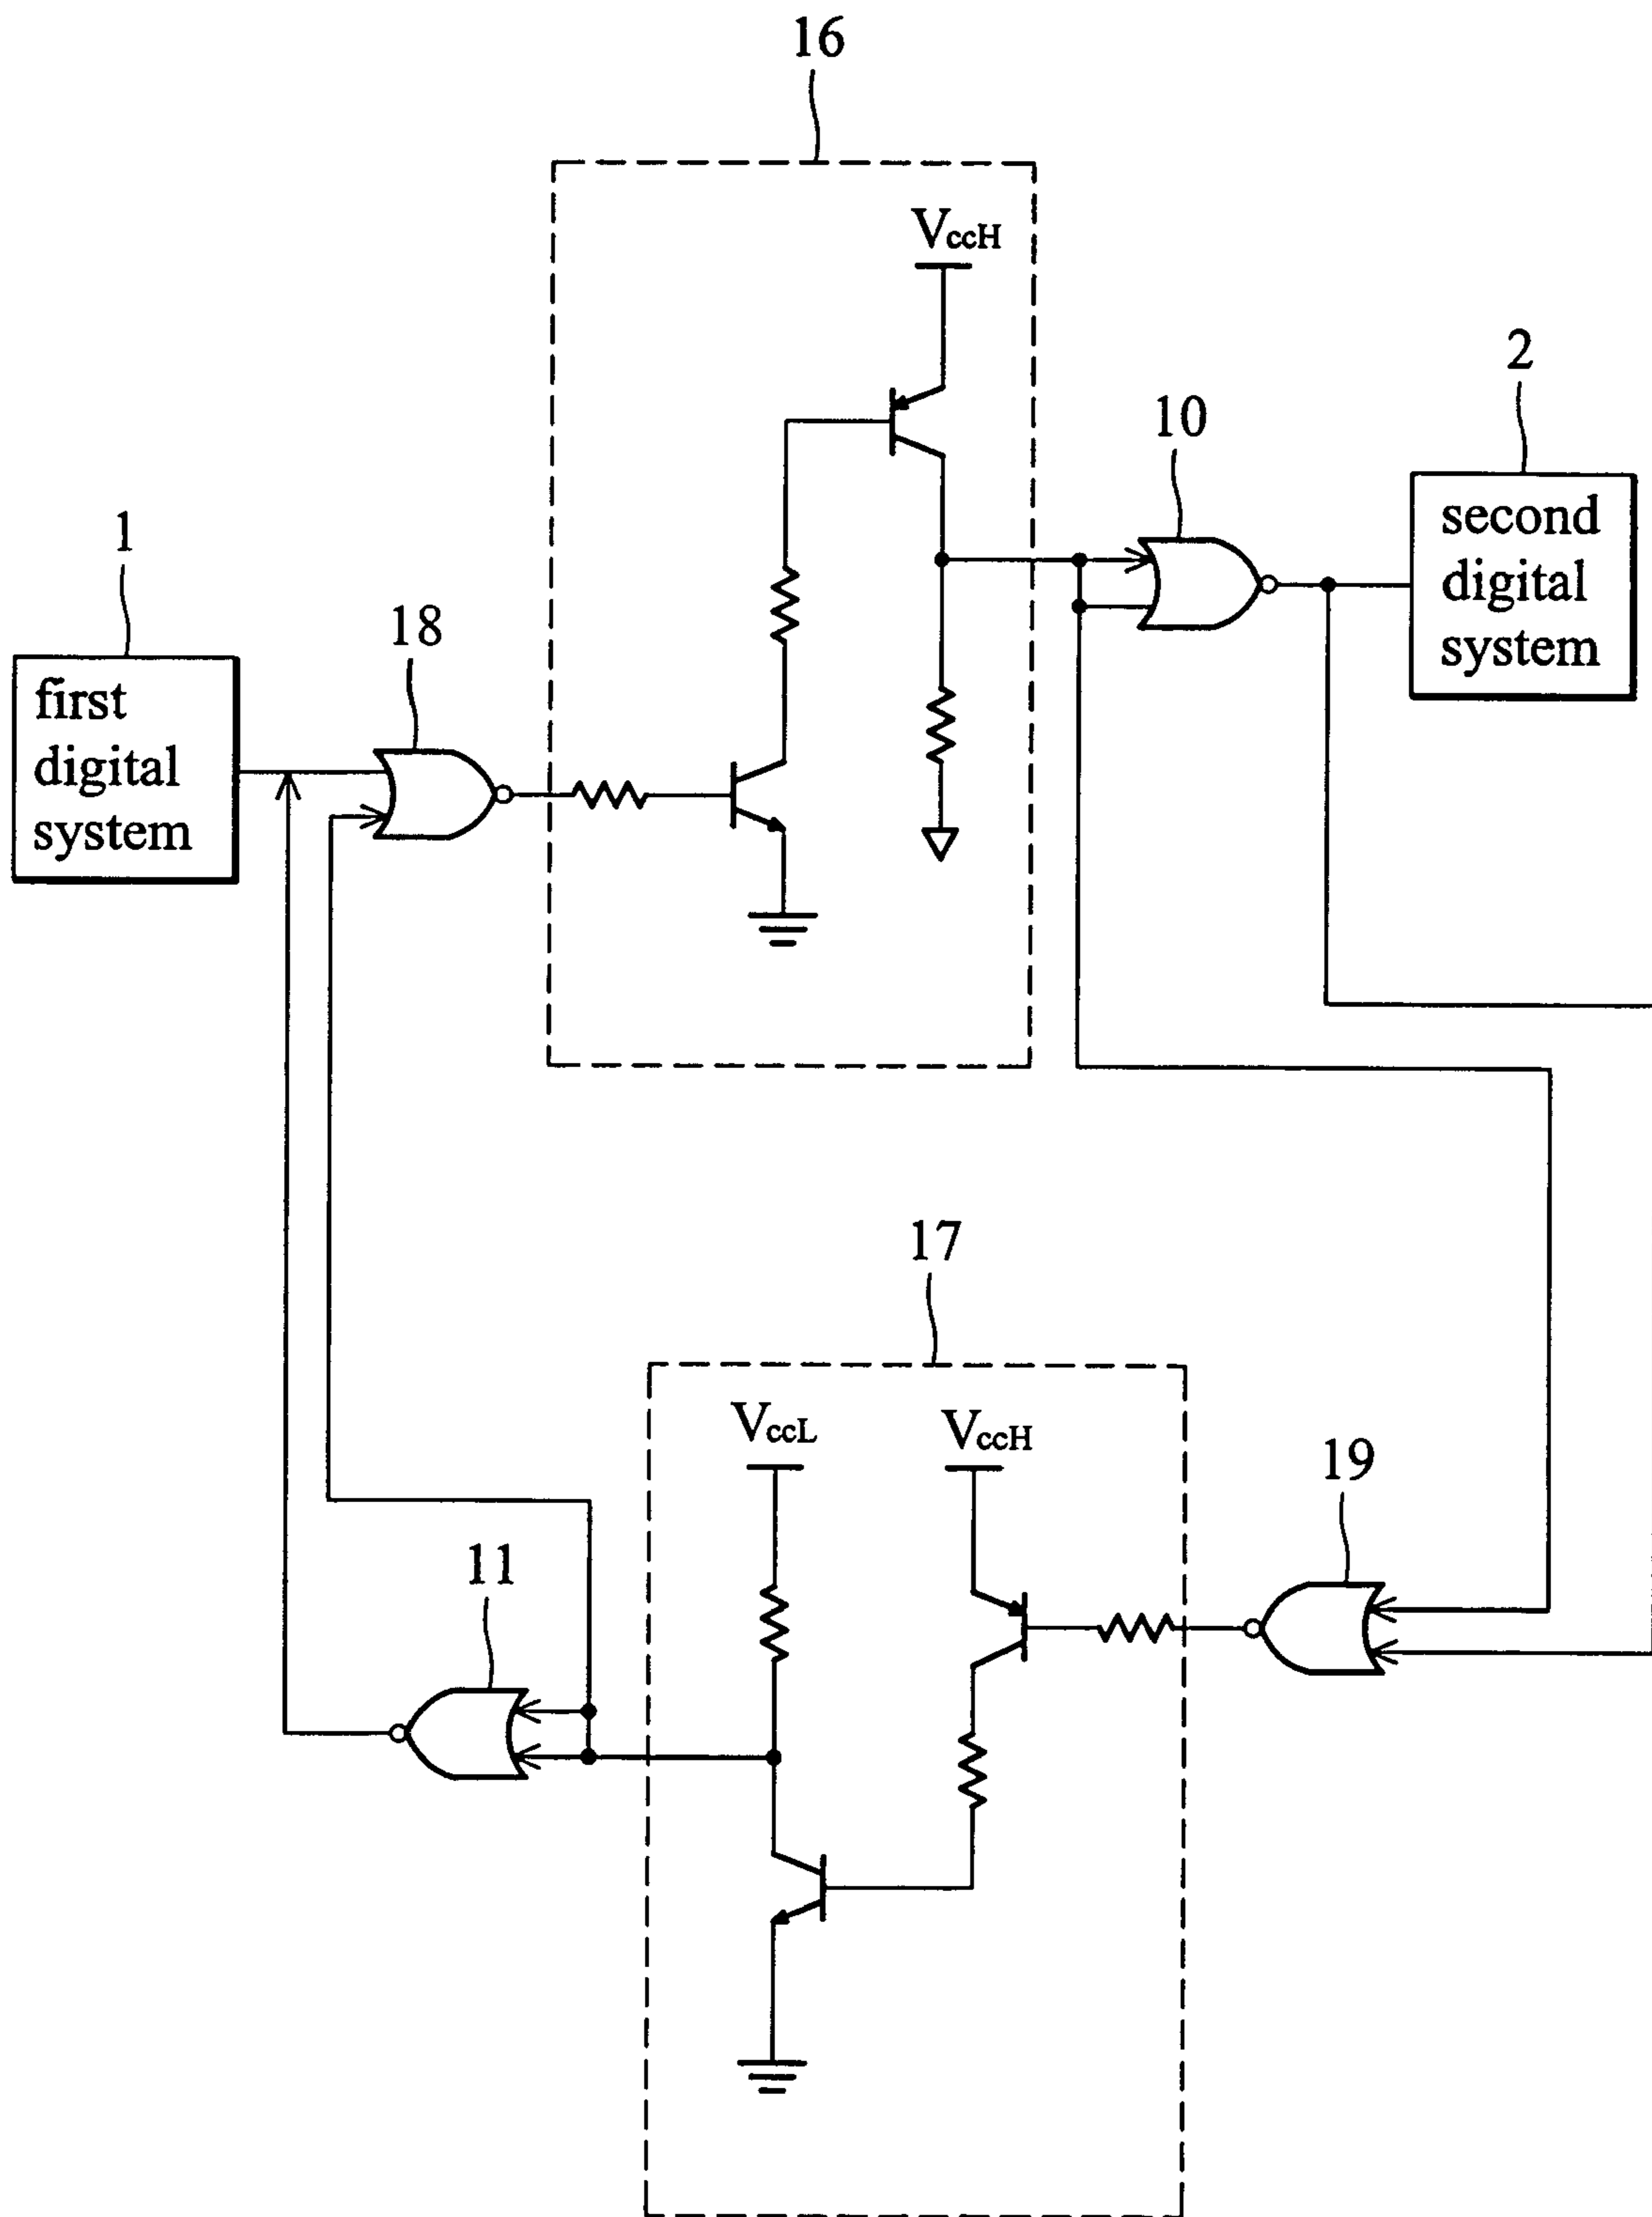 16
VccH
2
10
second
digital
system
1
18
first
digital
system
17
VccL
VccH
19
11